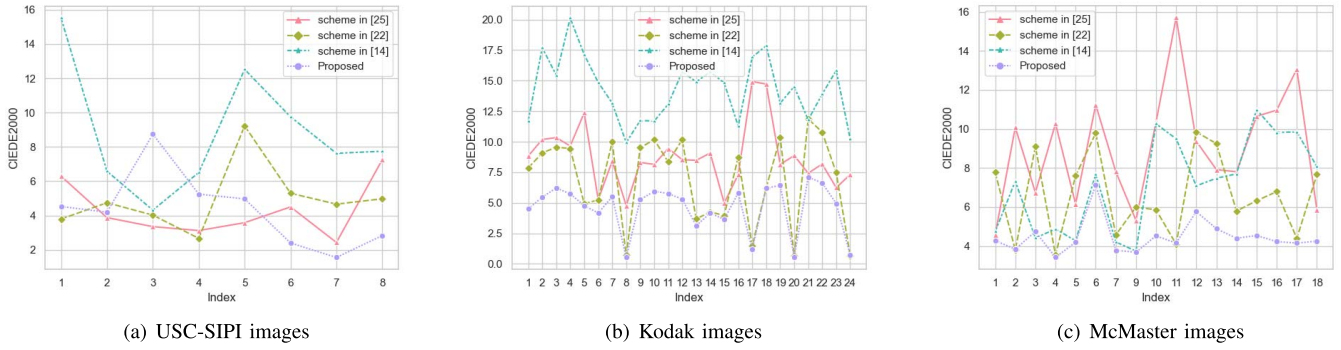 16
14
12
10
8
6
4
2
CIEDE2000
scheme in [25]
scheme in [22]
scheme in [14]
Proposed
1 2 3 4 5 6 7 8
Index
(a) USC-SIPI images
20.0
17.5
15.0
12.5
10.0
7.5
5.0
2.5
0.0
CIEDE2000
scheme in [25]
scheme in [22]
scheme in [14]
Proposed
1 2 3 4 5 6 7 8 9 10 11 12 13 14 15 16 17 18 19 20 21 22 23 24
Index
(b) Kodak images
16
14
12
10
8
6
4
CIEDE2000
scheme in [25]
scheme in [22]
scheme in [14]
Proposed
1 2 3 4 5 6 7 8 9 10 11 12 13 14 15 16 17 18
Index
(c) McMaster images